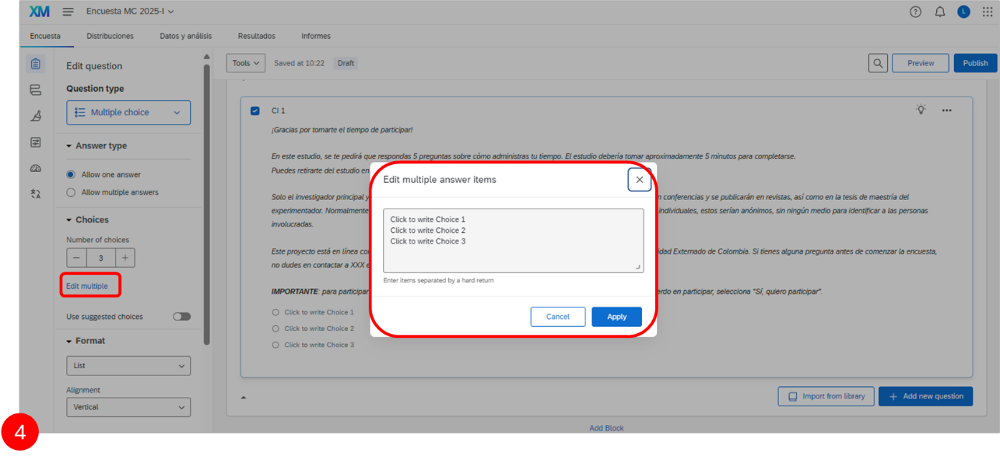 XM Encuesta MC 2025-I
L
Encuesta Distribuciones Datos y análisis Resultados Informes
Edit question
Tools Saved at 10:22 Draft Preview Publish
Question type
Multiple choice
Answer type
Allow one answer
Allow multiple answers
Choices
Number of choices
3
Edit multiple
Use suggested choices
Format
List
Alignment
Vertical
CI 1
¡Gracias por tomarte el tiempo de participar!
En este estudio, se te pedirá que respondas 5 preguntas sobre cómo administras tu tiempo. El estudio debería tomar aproximadamente 5 minutos para completarse.
Puedes retirarte del estudio en
Solo el investigador principal y conferencias y se publicarán en revistas, así como en la tesis de maestría del
experimentador. Normalmente individuales, estos serían anónimos, sin ningún medio para identificar a las personas
involucradas.
Este proyecto está en línea Externado de Colombia. Si tienes alguna pregunta antes de comenzar la encuesta,
no dudes en contactar a XXX
IMPORTANTE: para participar en participar, selecciona "Sí, quiero participar".
Click to write Choice 1
Click to write Choice 2
Click to write Choice 3
Edit multiple answer items
Click to write Choice 1
Click to write Choice 2
Click to write Choice 3
Enter items separated by a hard return
Cancel Apply
Import from library Add new question
Add Block
4